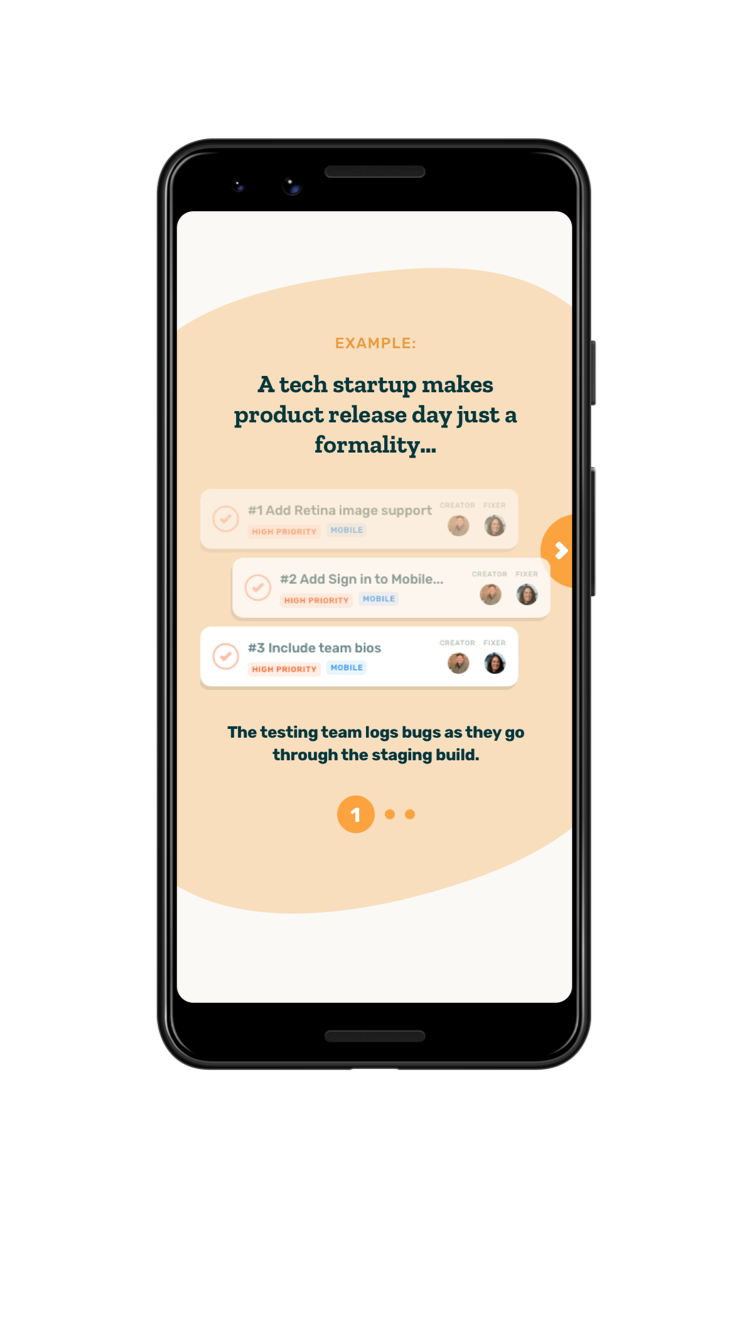 EXAMPLE:
A tech startup makes
product release day just a
formality...
#1 Add Retina image support
CREATOR FIXER
HIGH PRIORITY MOBILE
#2 Add Sign in to Mobile...
CREATOR FIXER
HIGH PRIORITY MOBILE
#3 Include team bios
CREATOR FIXER
HIGH PRIORITY MOBILE
The testing team logs bugs as they go
through the staging build.
1